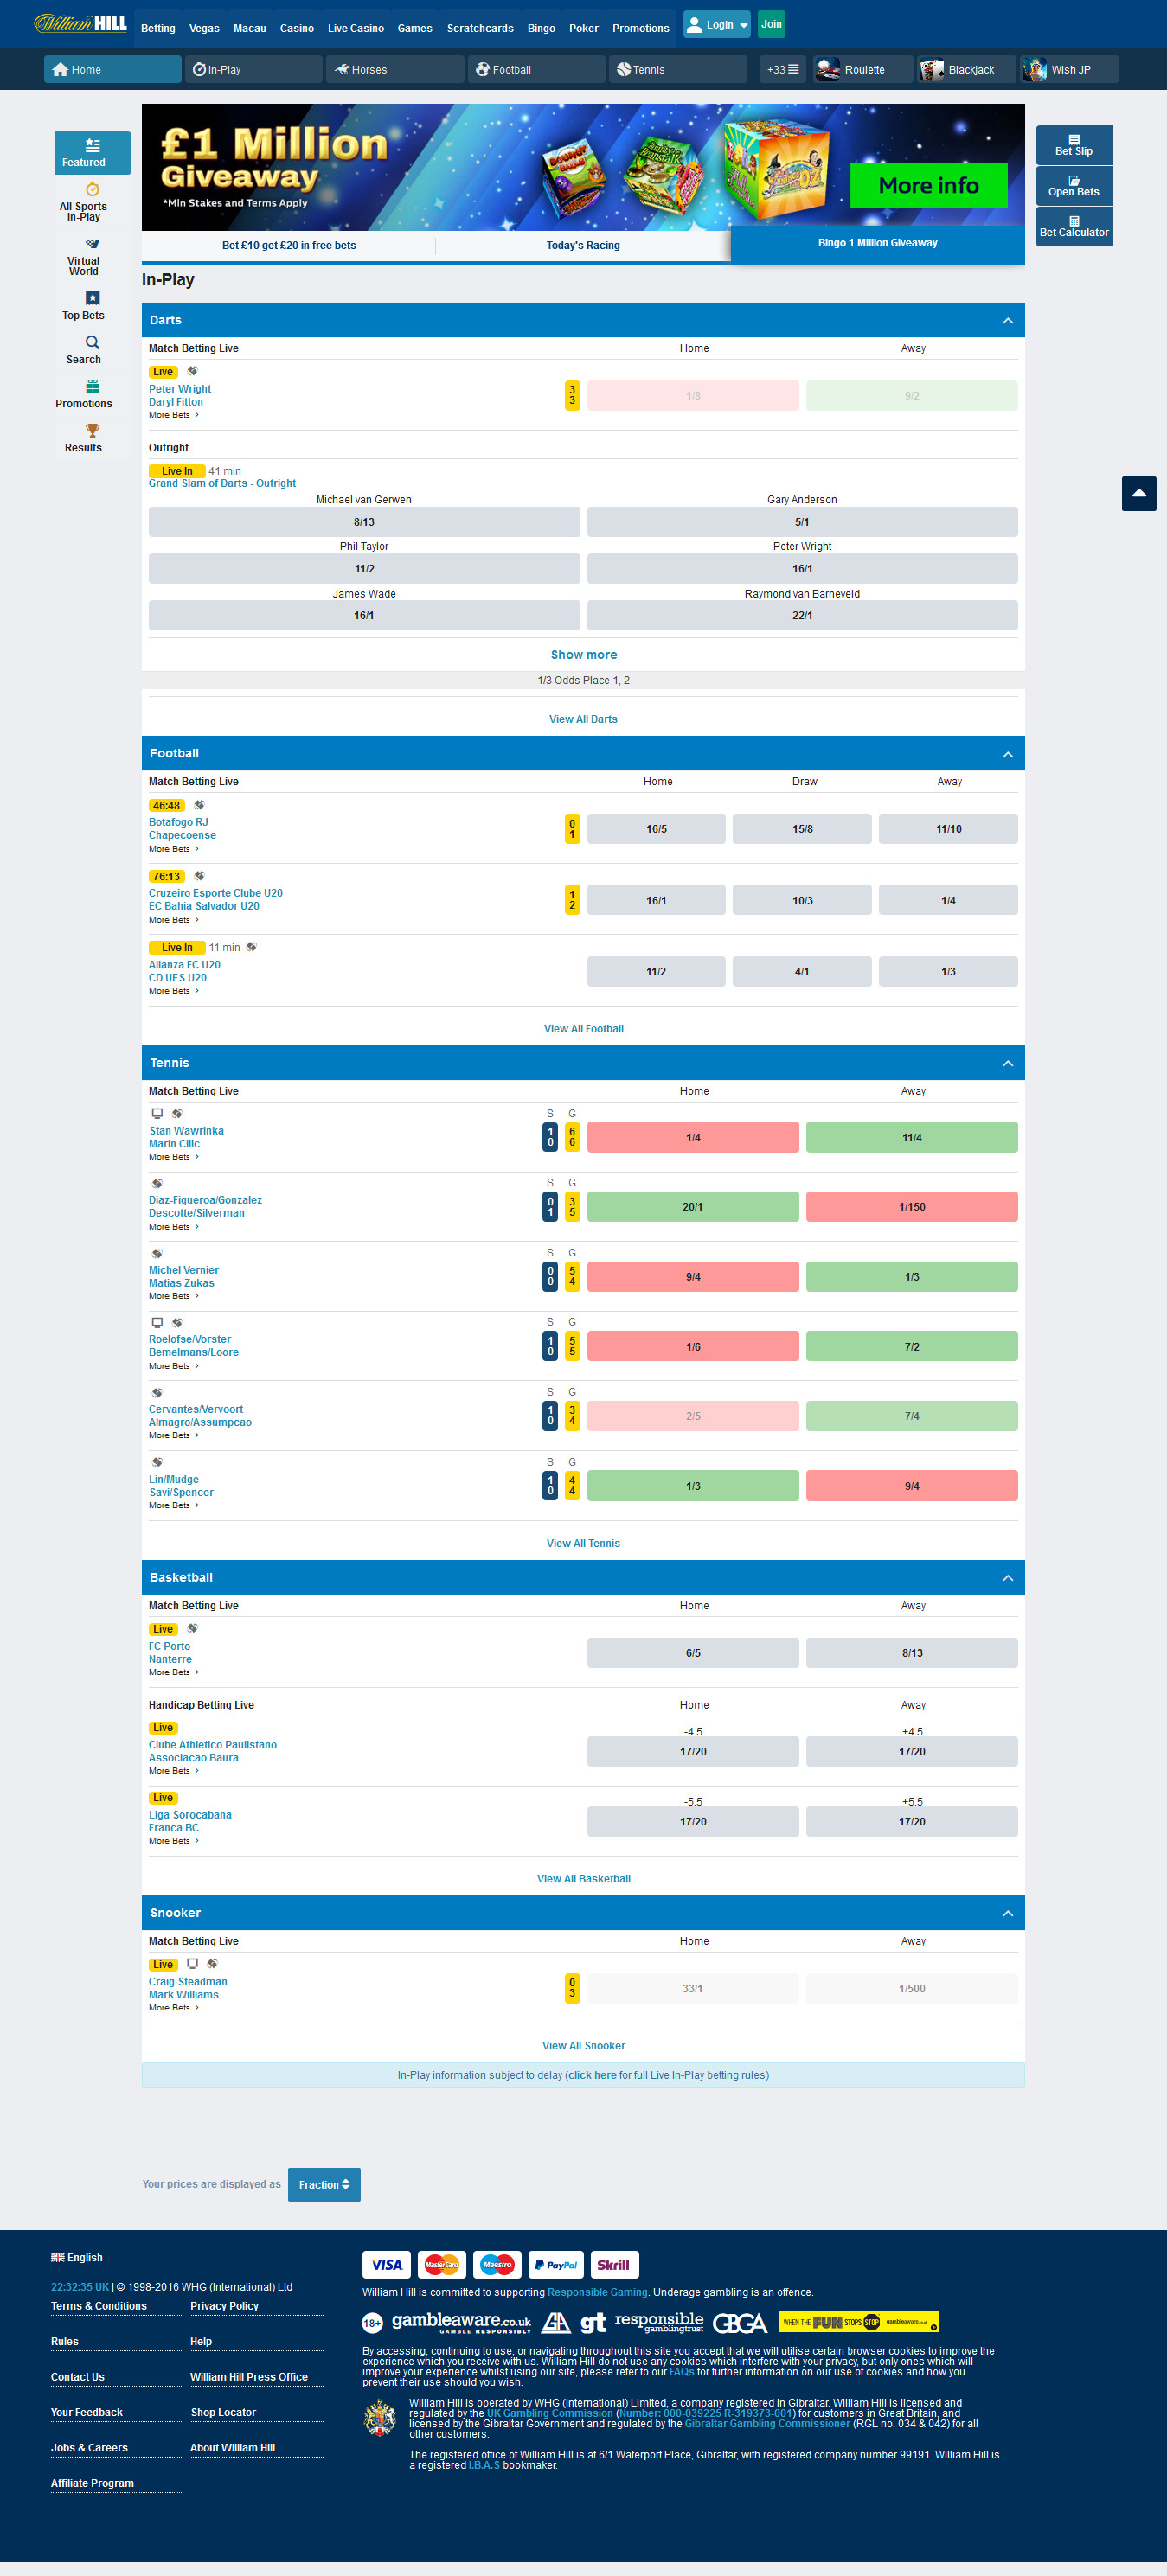 William HILL
Betting Vegas Macau Casino Live Casino Games Scratchcards Bingo Poker Promotions Login Join
Home In-Play Horses Football Tennis +33 Roulette Blackjack Wish JP
Featured
All Sports
In-Play
Virtual
World
Top Bets
Search
Promotions
Results
£1 Million
Giveaway
*Min Stakes and Terms Apply
More info
Bet £10 get £20 in free bets Today's Racing Bingo 1 Million Giveaway
Bet Slip
Open Bets
Bet Calculator
In-Play
Darts
Match Betting Live Home Away
Live
Peter Wright 3
Daryl Fitton 3 1/8 9/2
More Bets
Outright
Live In 41 min
Grand Slam of Darts - Outright
Michael van Gerwen Gary Anderson
8/13 5/1
Phil Taylor Peter Wright
11/2 16/1
James Wade Raymond van Barneveld
16/1 22/1
Show more
1/3 Odds Place 1, 2
View All Darts
Football
Match Betting Live Home Draw Away
46:48
Botafogo RJ 0
Chapecoense 1 16/5 15/8 11/10
More Bets
76:13
Cruzeiro Esporte Clube U20 1
EC Bahia Salvador U20 2 16/1 10/3 1/4
More Bets
Live In 11 min
Alianza FC U20
CD UES U20 11/2 4/1 1/3
More Bets
View All Football
Tennis
Match Betting Live Home Away
S G
Stan Wawrinka 1 6
Marin Cilic 0 6 1/4 11/4
More Bets
S G
Diaz-Figueroa/Gonzalez 0 3
Descotte/Silverman 1 5 20/1 1/150
More Bets
S G
Michel Vernier 0 5
Matias Zukas 0 4 9/4 1/3
More Bets
S G
Roelofse/Vorster 1 5
Bemelmans/Loore 0 5 1/6 7/2
More Bets
S G
Cervantes/Vervoort 1 3
Almagro/Assumpcao 0 4 2/5 7/4
More Bets
S G
Lin/Mudge 1 4
Savi/Spencer 0 4 1/3 9/4
More Bets
View All Tennis
Basketball
Match Betting Live Home Away
Live
FC Porto
Nanterre 6/5 8/13
More Bets
Handicap Betting Live Home Away
Live -4.5 +4.5
Clube Athletico Paulistano
Associacao Baura 17/20 17/20
More Bets
Live -5.5 +5.5
Liga Sorocabana
Franca BC 17/20 17/20
More Bets
View All Basketball
Snooker
Match Betting Live Home Away
Live
Craig Steadman 0
Mark Williams 3 33/1 1/500
More Bets
View All Snooker
In-Play information subject to delay (click here for full Live In-Play betting rules)
Your prices are displayed as Fraction
English
22:32:35 UK | © 1998-2016 WHG (International) Ltd
Terms & Conditions Privacy Policy
Rules Help
Contact Us William Hill Press Office
Your Feedback Shop Locator
Jobs & Careers About William Hill
Affiliate Program
VISA MasterCard Maestro PayPal Skrill
William Hill is committed to supporting Responsible Gaming. Underage gambling is an offence.
18+ gambleaware.co.uk GAMBLE RESPONSIBLY gt responsible gamblingtrust GBGA WHEN THE FUN STOPS STOP gambleaware.co.uk
By accessing, continuing to use, or navigating throughout this site you accept that we will utilise certain browser cookies to improve the
experience which you receive with us. William Hill do not use any cookies which interfere with your privacy, but only ones which will
improve your experience whilst using our site, please refer to our FAQs for further information on our use of cookies and how you
prevent their use should you wish.
William Hill is operated by WHG (International) Limited, a company registered in Gibraltar. William Hill is licensed and
regulated by the UK Gambling Commission (Number: 000-039225 R-319373-001) for customers in Great Britain, and
licensed by the Gibraltar Government and regulated by the Gibraltar Gambling Commissioner (RGL no. 034 & 042) for all
other customers.
The registered office of William Hill is at 6/1 Waterport Place, Gibraltar, with registered company number 99191. William Hill is
a registered I.B.A.S bookmaker.